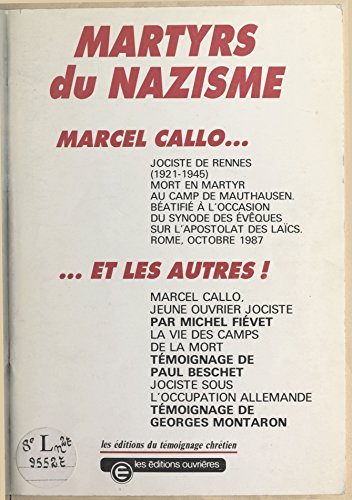 MARTYRS
du NAZISME
MARCEL CALLO...
JOCISTE DE RENNES
(1921-1945)
MORT EN MARTYR
AU CAMP DE MAUTHAUSEN.
BÉATIFIÉ À L'OCCASION
DU SYNODE DES ÉVÊQUES
SUR L'APOSTOLAT DES LAÏCS.
ROME, OCTOBRE 1987
... ET LES AUTRES !
MARCEL CALLO,
JEUNE OUVRIER JOCISTE
PAR MICHEL FIÉVET
LA VIE DES CAMPS
DE LA MORT
TÉMOIGNAGE DE
PAUL BESCHET
JOCISTE SOUS
L'OCCUPATION ALLEMANDE
TÉMOIGNAGE DE
GEORGES MONTARON
les éditions du témoignage chrétien
les éditions ouvrières